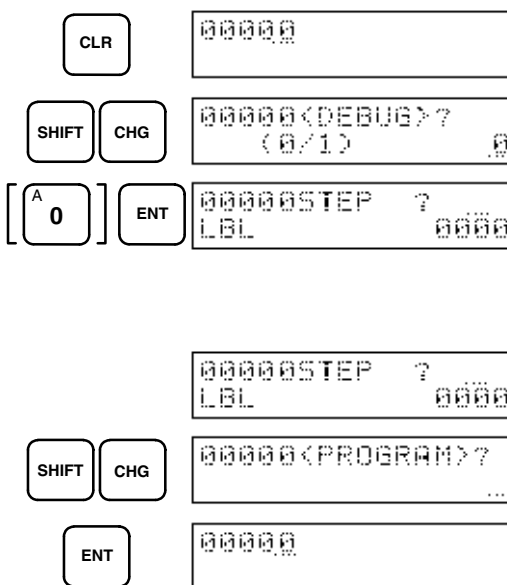 CLR
00000
SHIFT CHG
00000<DEBUG>?
(0/1) 0
[ A
0 ] ENT
00000STEP ?
LBL 0000
00000STEP ?
LBL 0000
SHIFT CHG
00000<PROGRAM>?
ENT
00000